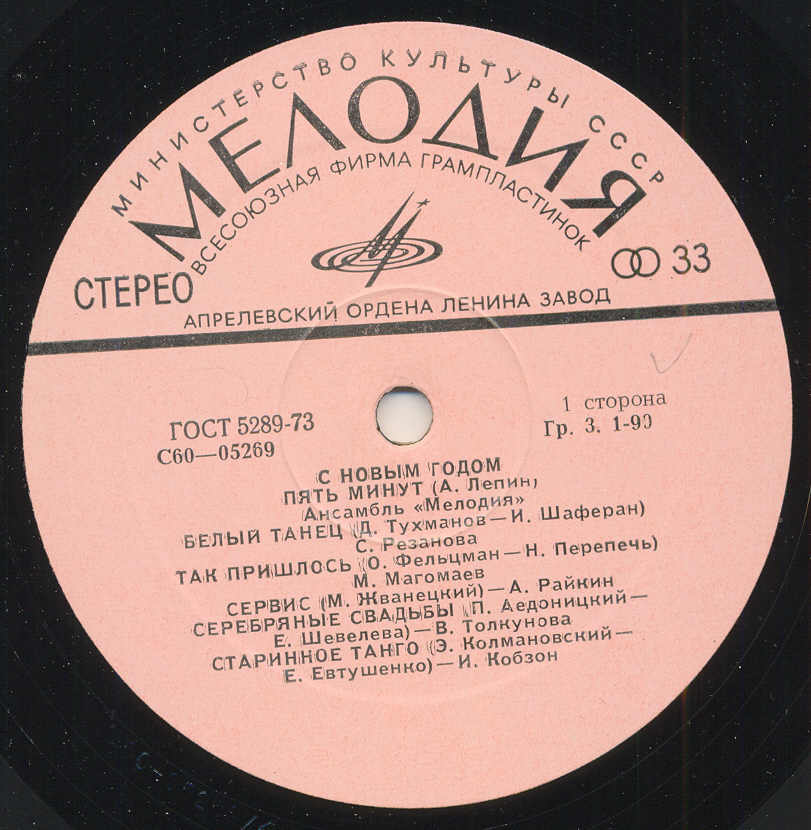 МИНИСТЕРСТВО КУЛЬТУРЫ СССР
МЕЛОДИЯ
ВСЕСОЮЗНАЯ ФИРМА ГРАМПЛАСТИНОК
СТЕРЕО
33
АПРЕЛЕВСКИЙ ОРДЕНА ЛЕНИНА ЗАВОД
ГОСТ 5289-73
1 сторона
С60—05269
Гр. 3. 1-90
С НОВЫМ ГОДОМ
ПЯТЬ МИНУТ (А. Лепин)
Ансамбль «Мелодия»
БЕЛЫЙ ТАНЕЦ (Д. Тухманов—И. Шаферан)
С. Резанова
ТАК ПРИШЛОСЬ (О. Фельцман—Н. Перепечь)
М. Магомаев
СЕРВИС (М. Жванецкий)—А. Райкин
СЕРЕБРЯНЫЕ СВАДЬБЫ (П. Аедоницкий—
Е. Шевелева)—В. Толкунова
СТАРИННОЕ ТАНГО (Э. Колмановский—
Е. Евтушенко)—И. Кобзон